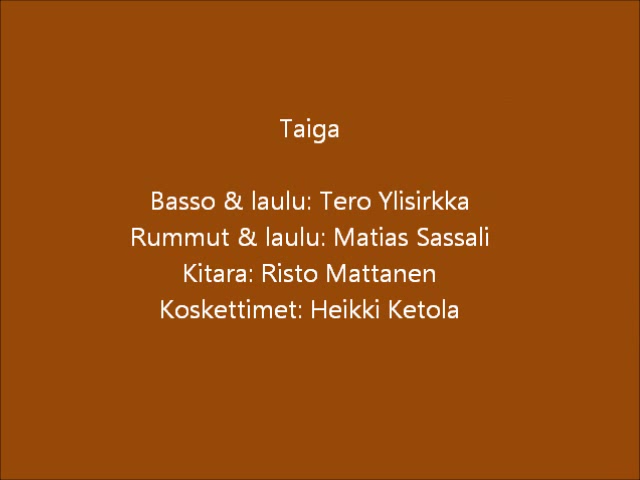 Taiga
Basso & laulu: Tero Ylisirkka
Rummut & laulu: Matias Sassali
Kitara: Risto Mattanen
Koskettimet: Heikki Ketola